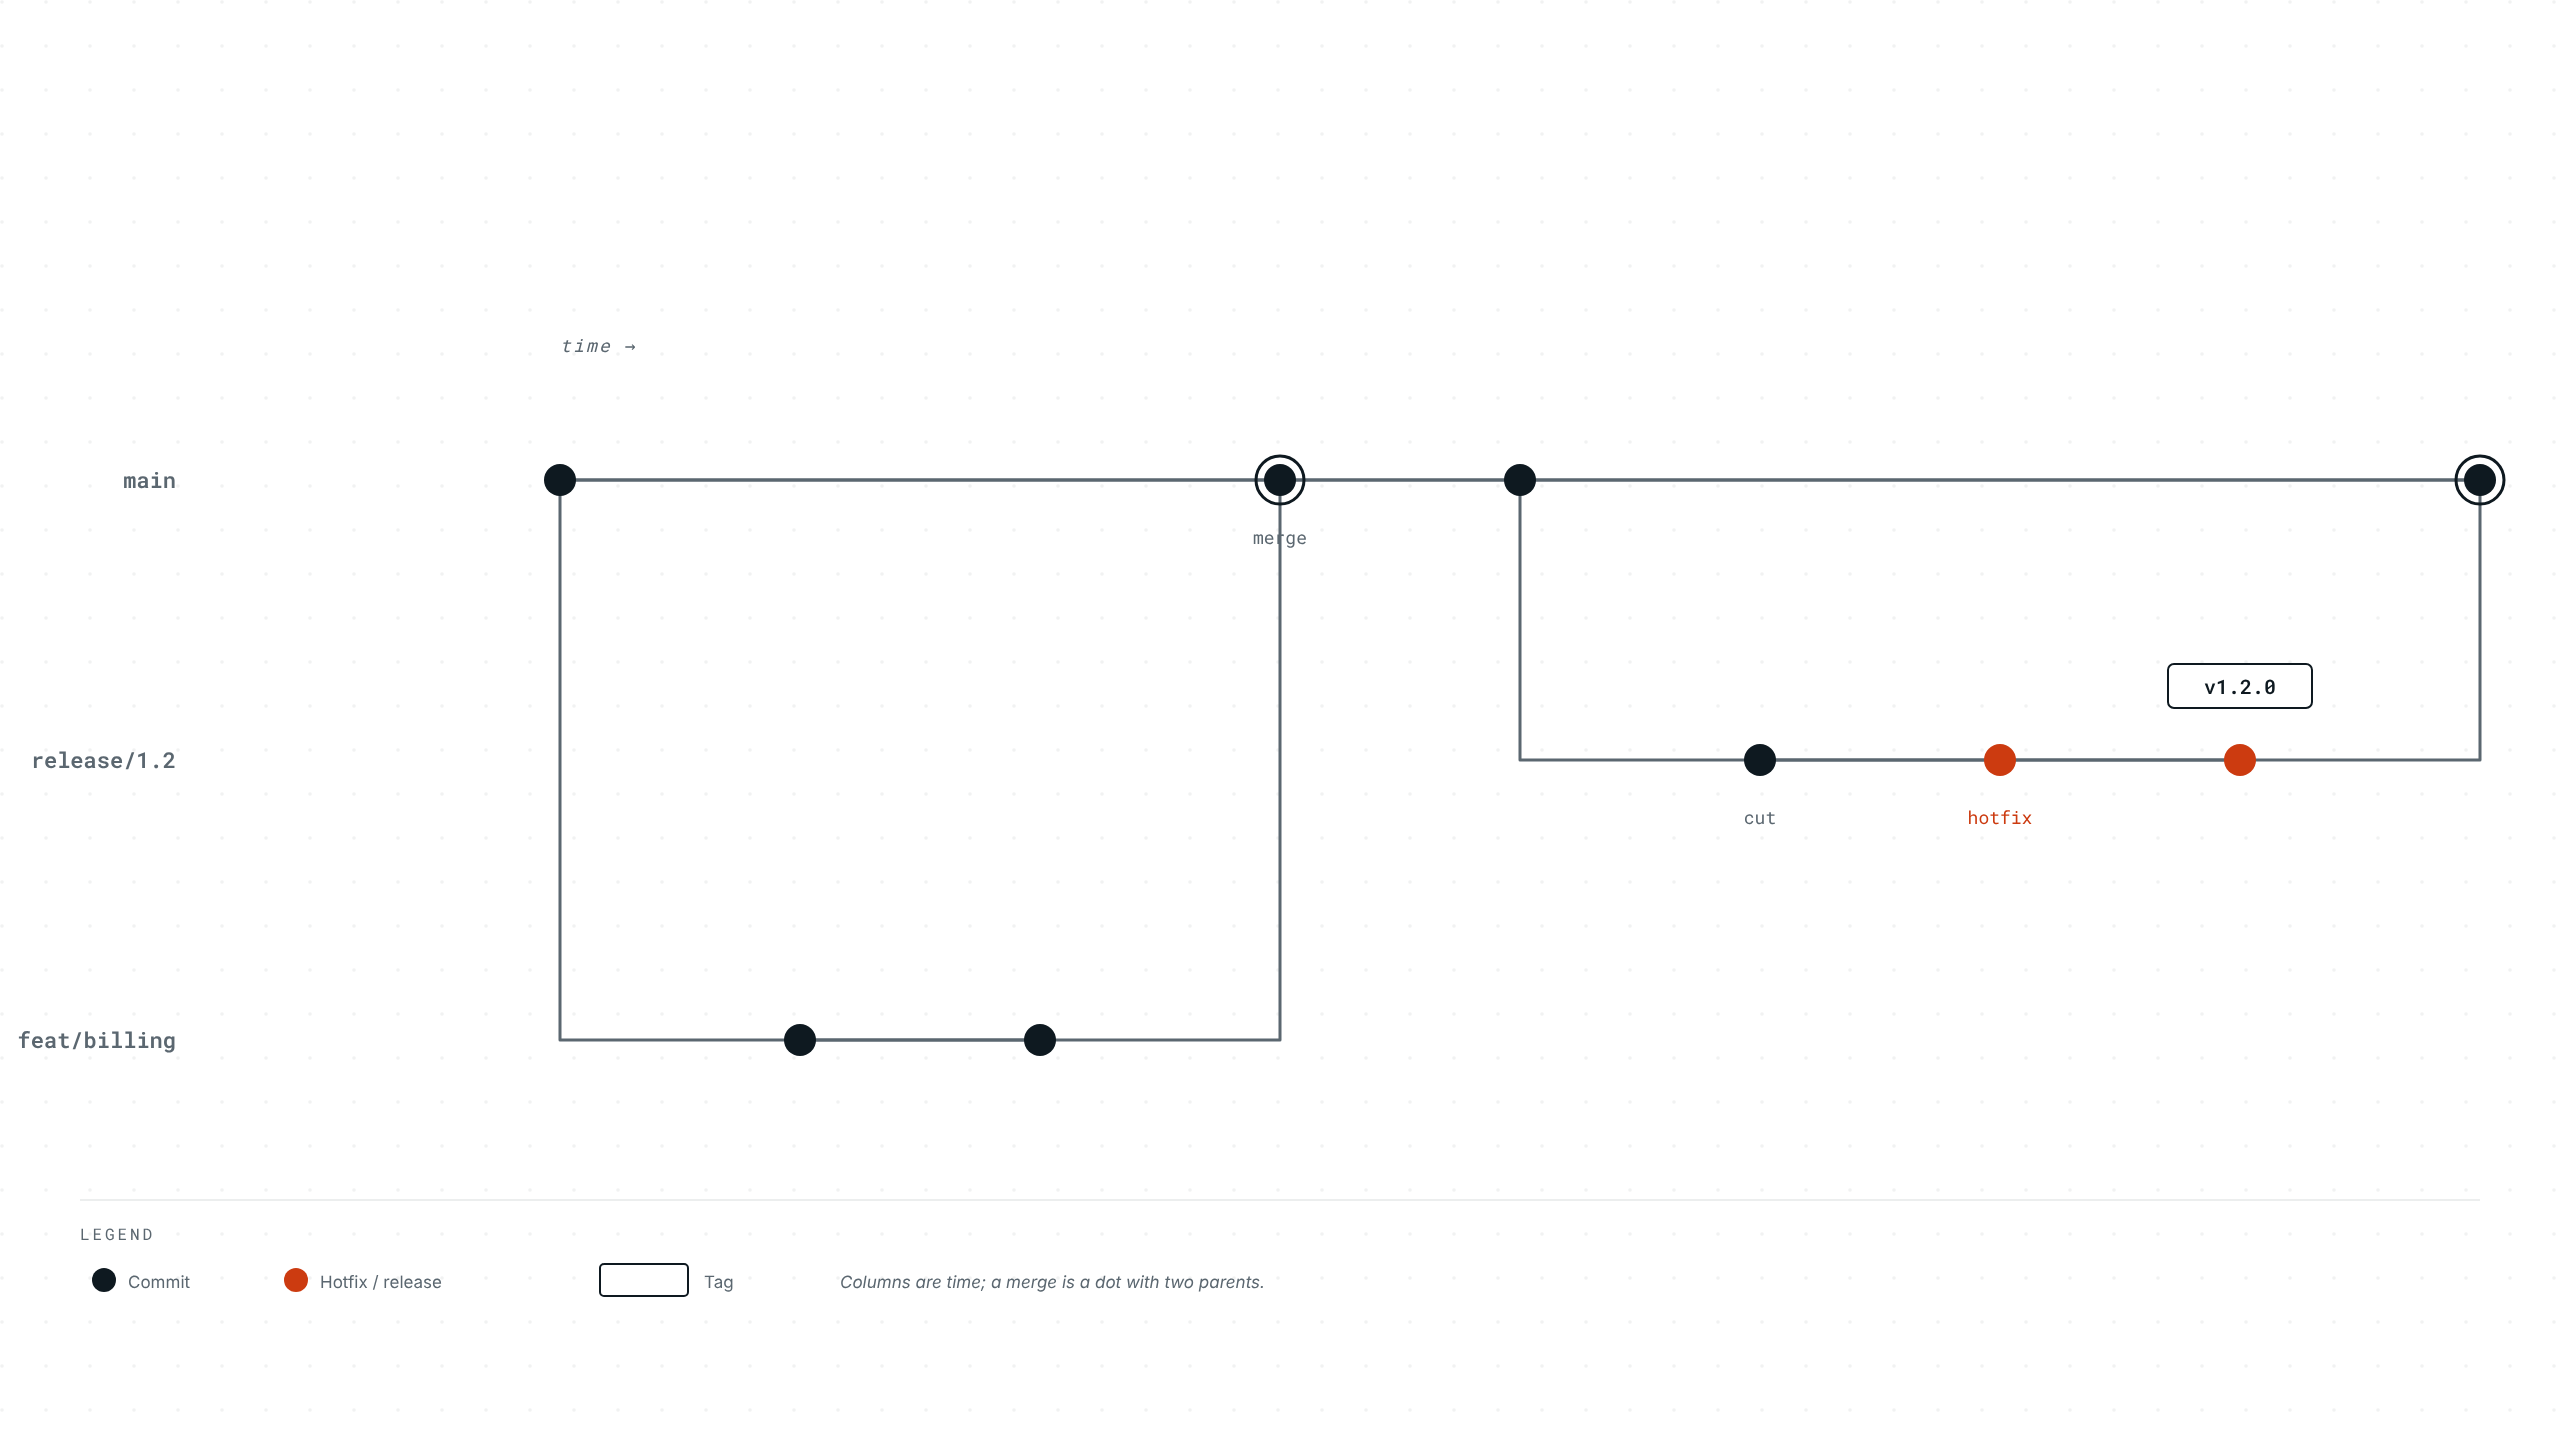 time →
main
merge
v1.2.0
release/1.2
cut
hotfix
feat/billing
LEGEND
Commit
Hotfix / release
Tag
Columns are time; a merge is a dot with two parents.